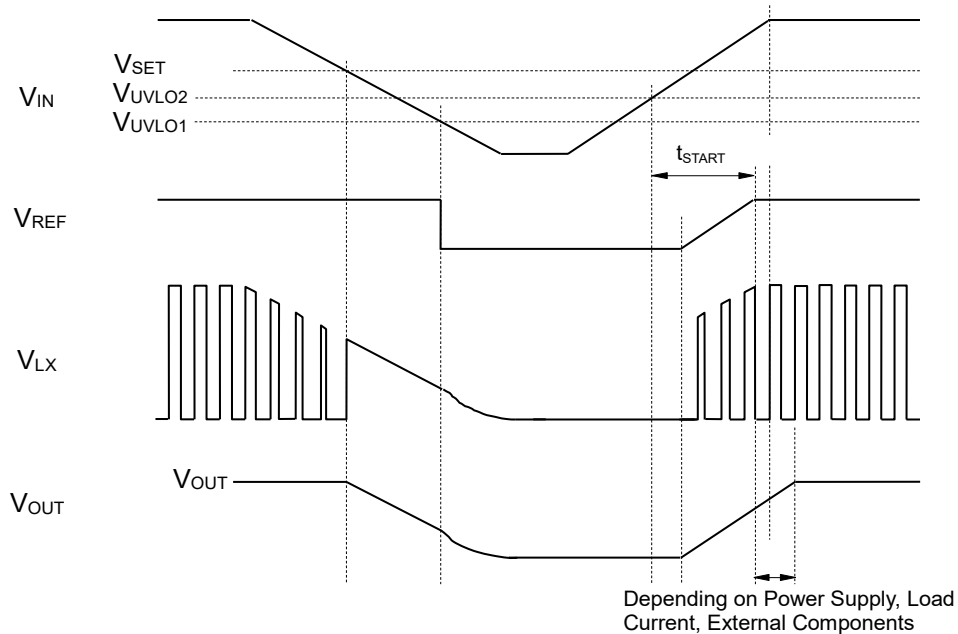 VSET
VIN
VUVLO2
VUVLO1
tSTART
VREF
VLX
VOUT
VOUT
Depending on Power Supply, Load
Current, External Components